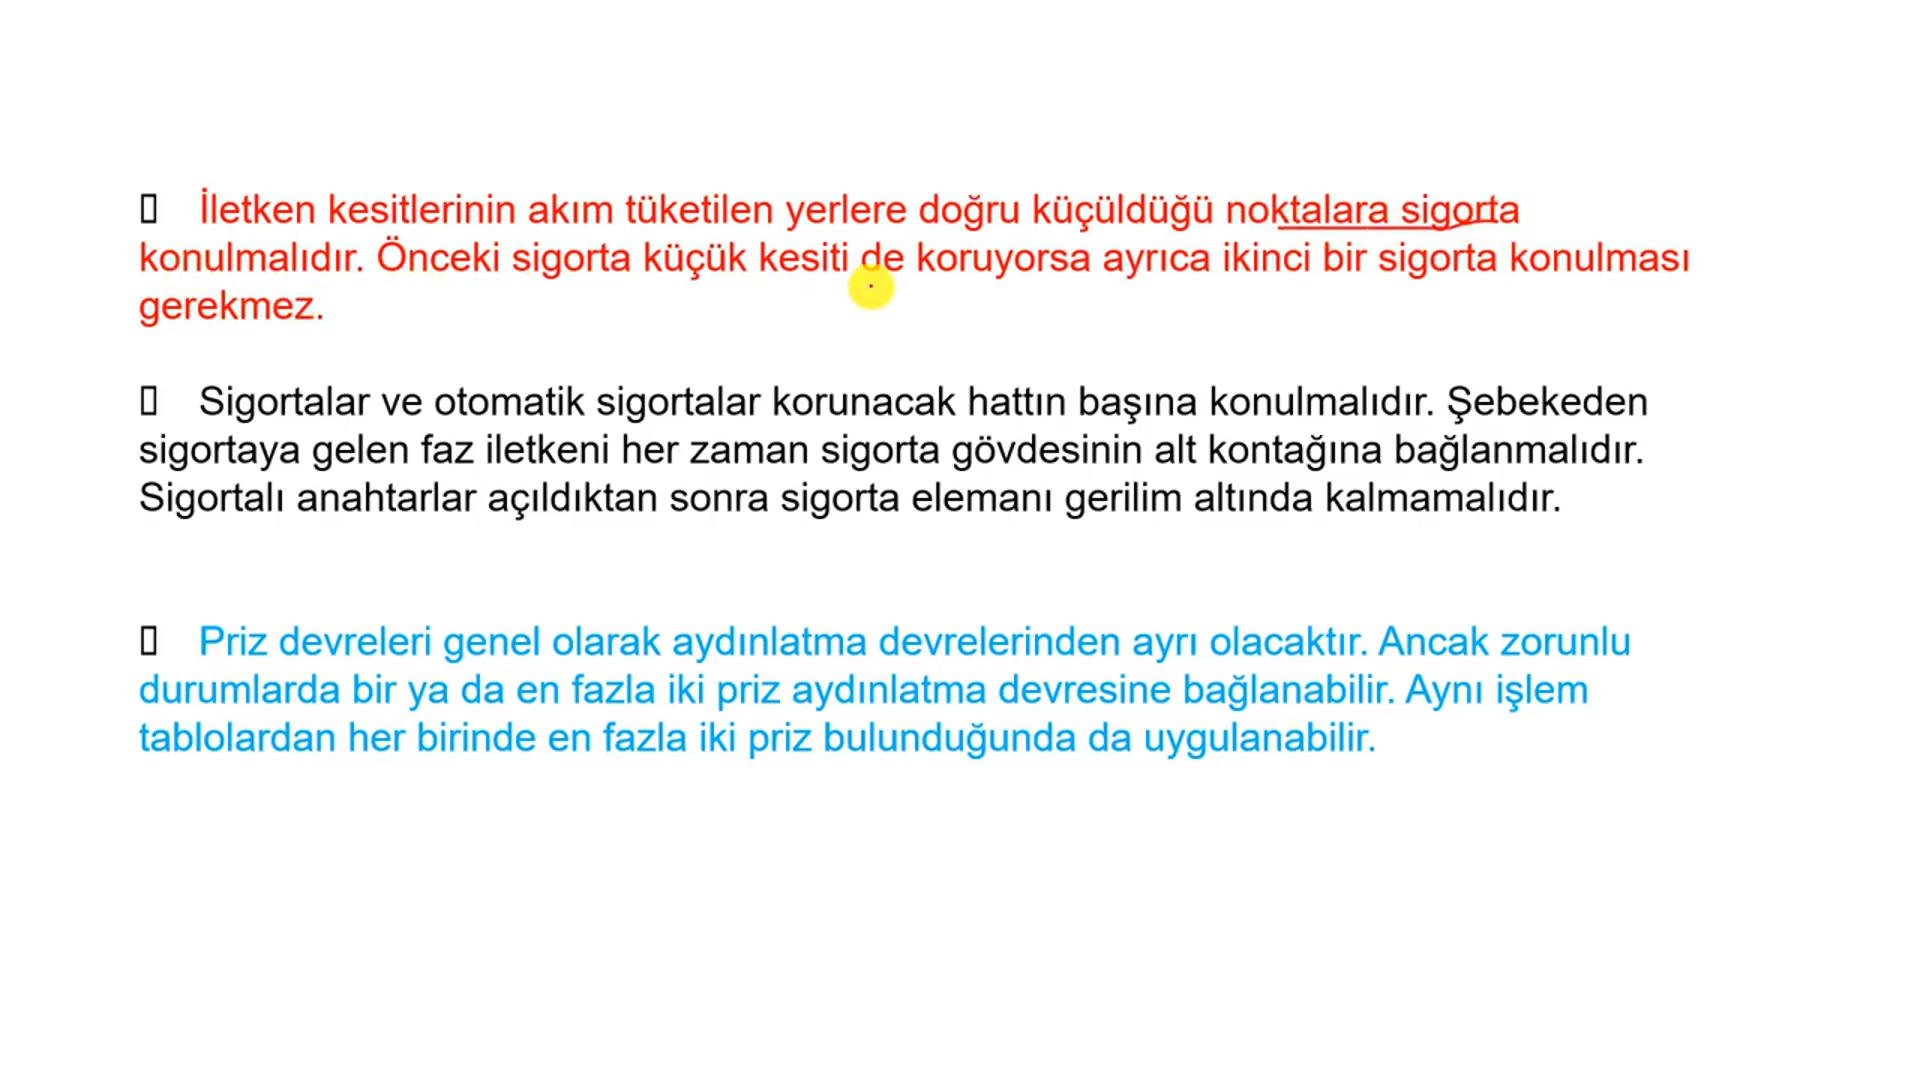 İletken kesitlerinin akım tüketilen yerlere doğru küçüldüğü noktalara sigorta
konulmalıdır. Önceki sigorta küçük kesiti de koruyorsa ayrıca ikinci bir sigorta konulması
gerekmez.
Sigortalar ve otomatik sigortalar korunacak hattın başına konulmalıdır. Şebekeden
sigortaya gelen faz iletkeni her zaman sigorta gövdesinin alt kontağına bağlanmalıdır.
Sigortalı anahtarlar açıldıktan sonra sigorta elemanı gerilim altında kalmamalıdır.
Priz devreleri genel olarak aydınlatma devrelerinden ayrı olacaktır. Ancak zorunlu
durumlarda bir ya da en fazla iki priz aydınlatma devresine bağlanabilir. Aynı işlem
tablolardan her birinde en fazla iki priz bulunduğunda da uygulanabilir.